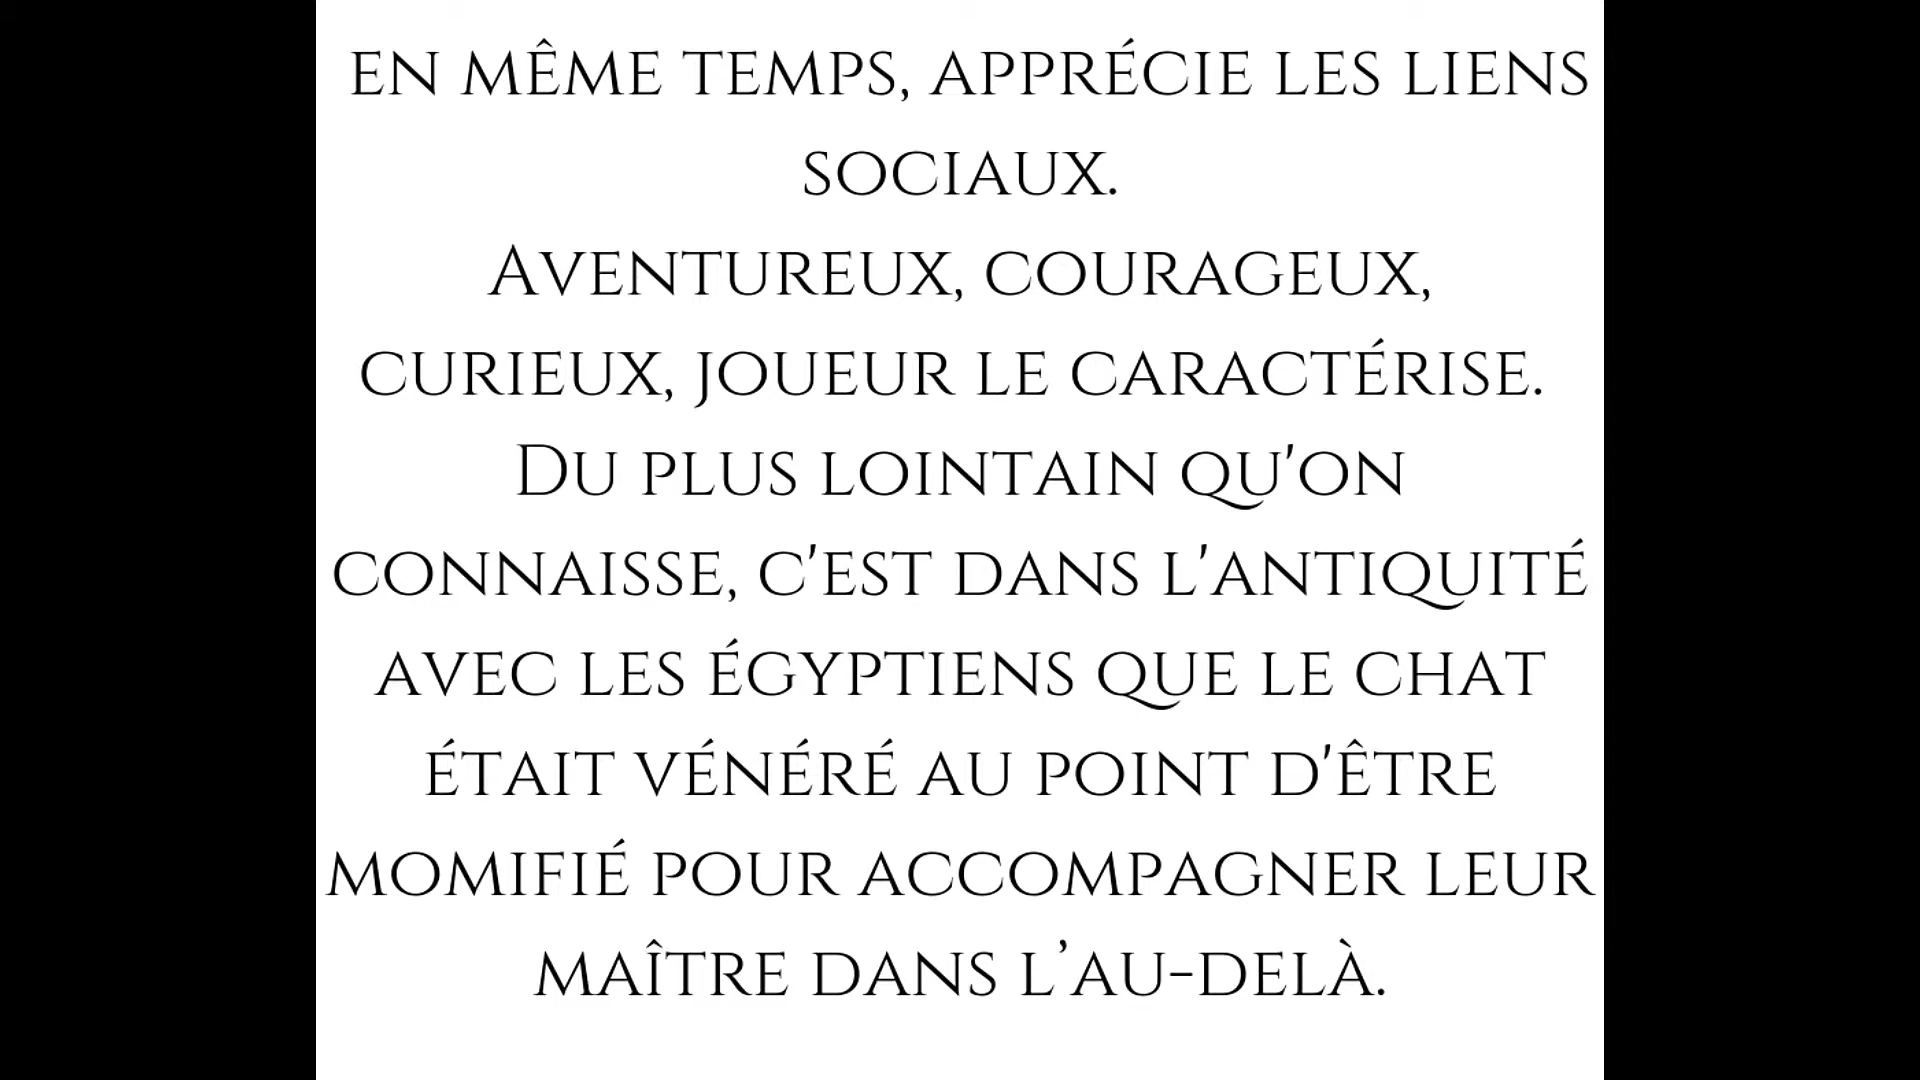 en même temps, apprécie les liens
sociaux.
Aventureux, courageux,
curieux, joueur le caractérise.
Du plus lointain qu'on
connaisse, c'est dans l'antiquité
avec les égyptiens que le chat
était vénéré au point d'être
momifié pour accompagner leur
maître dans l’au-delà.